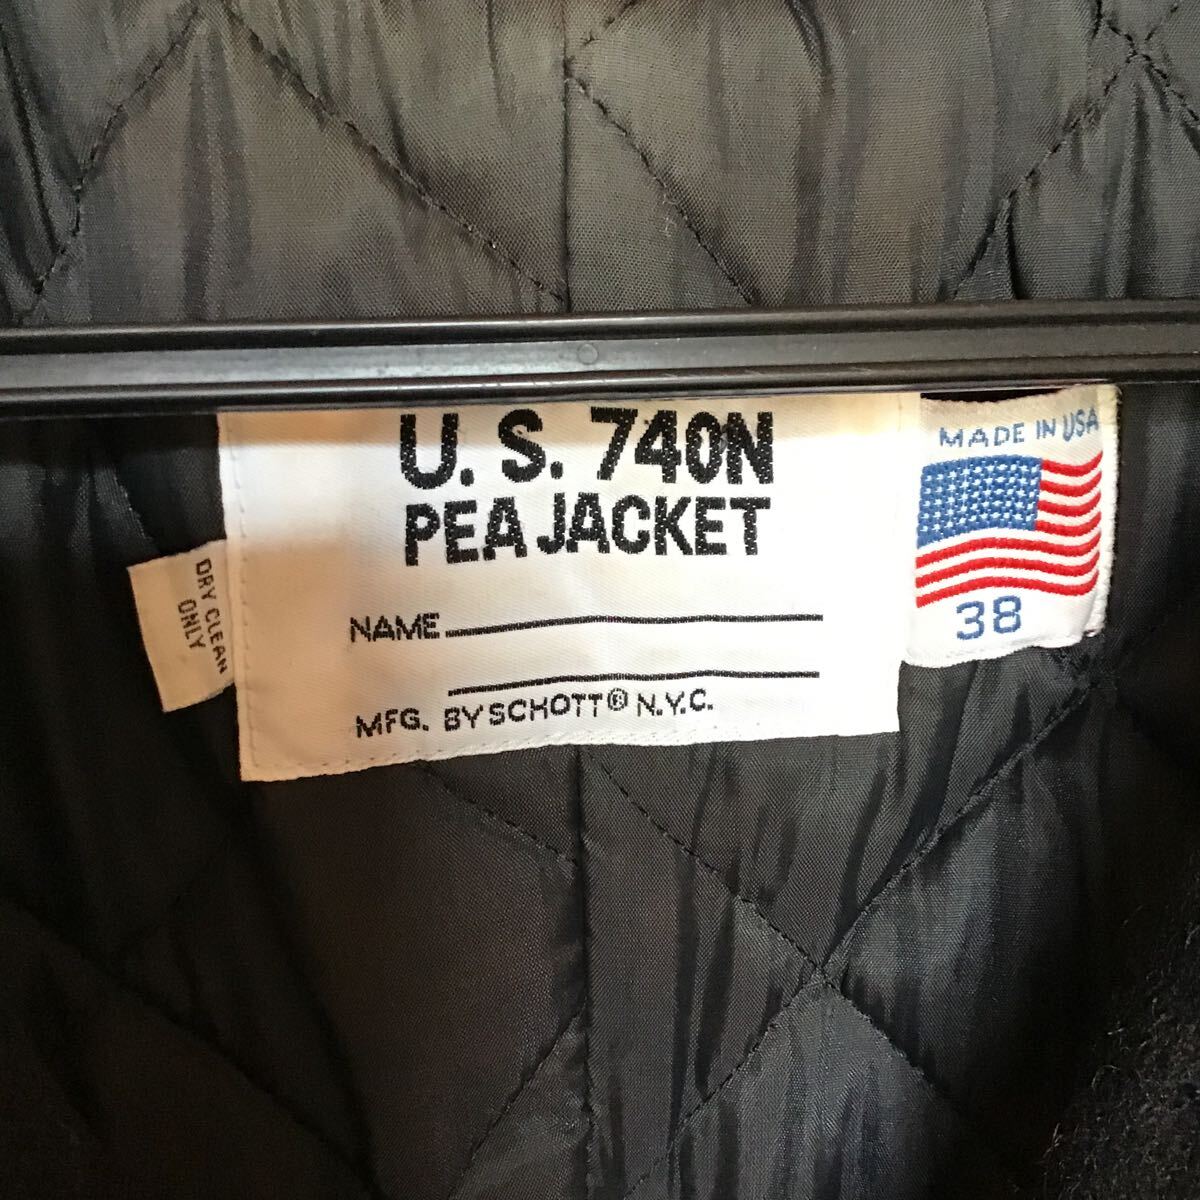 U. S. 740N
PEA JACKET
NAME
MFG. BY SCHOTT® N.Y.C.
DRY CLEAN
ONLY
MADE IN USA
38